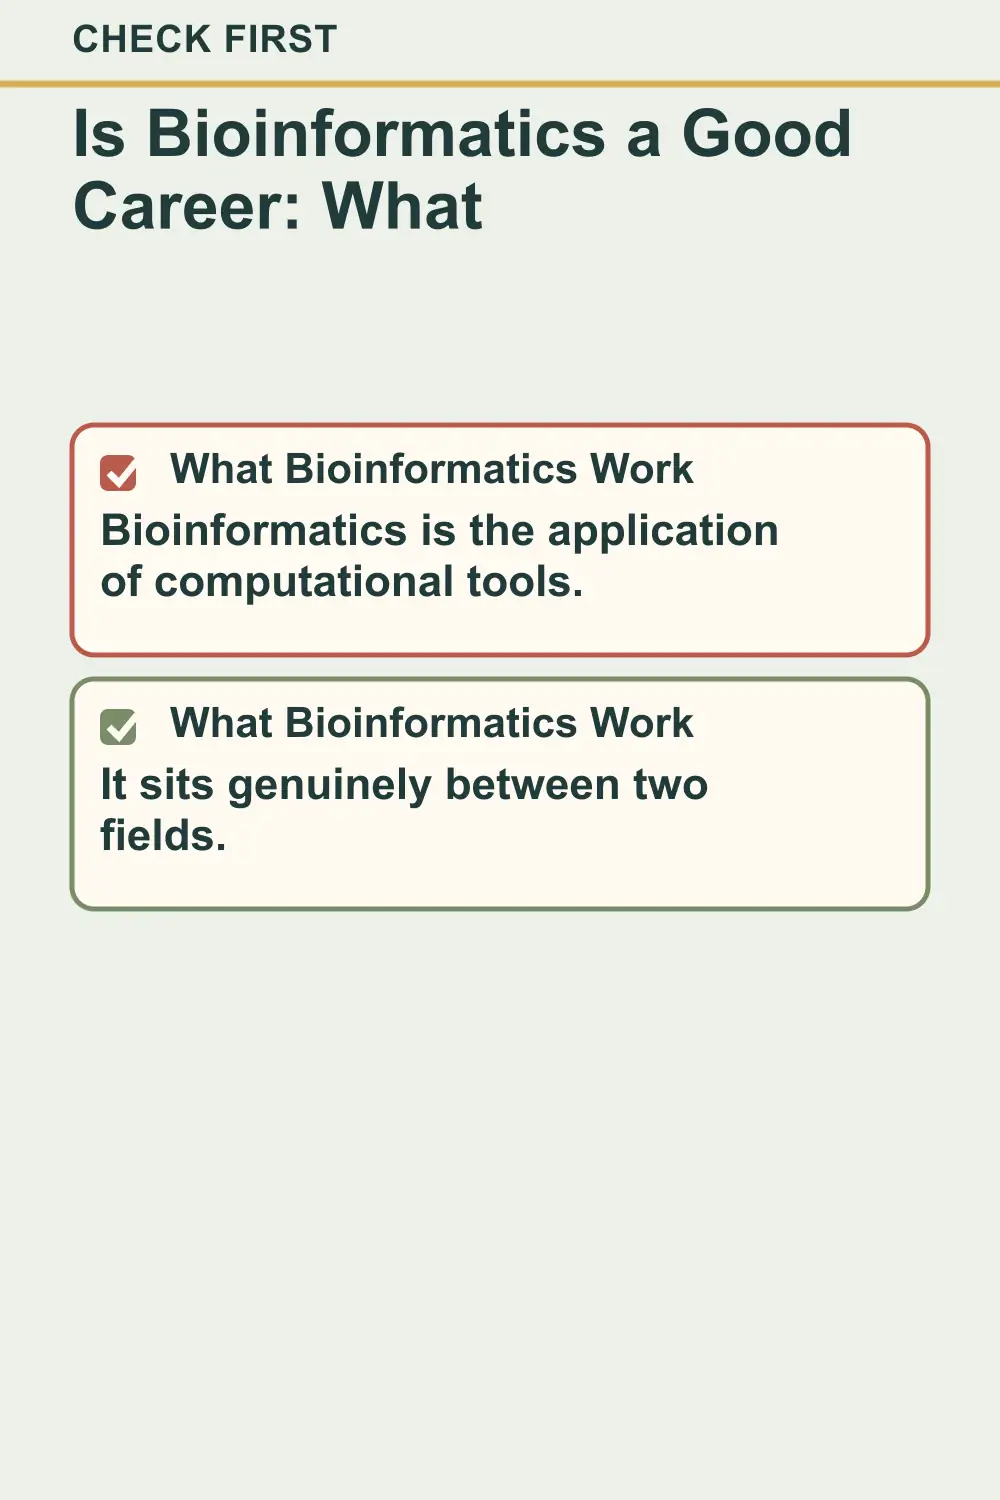 CHECK FIRST
Is Bioinformatics a Good
Career: What
What Bioinformatics Work
Bioinformatics is the application
of computational tools.
What Bioinformatics Work
It sits genuinely between two
fields.